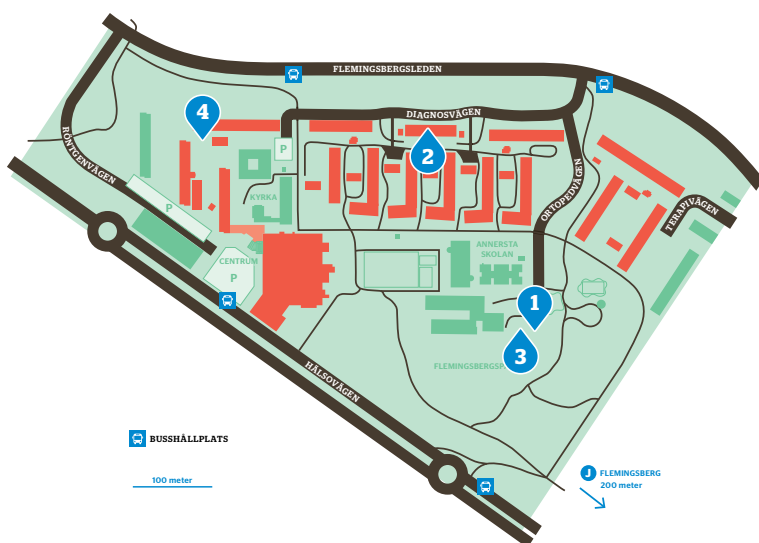 FLEMINGSBERGSLEDEN
DIAGNOSVÄGEN
4
2
RÖNTGENVÄGEN
P
ORTOPEDVÄGEN
KYRKA
TERAPIVÄGEN
P
ANNERSTA
SKOLAN
CENTRUM
P
1
3
FLEMINGSBERGSP
HÄLSOVÄGEN
BUSSHÅLLPLATS
100 meter
J FLEMINGSBERG
200 meter